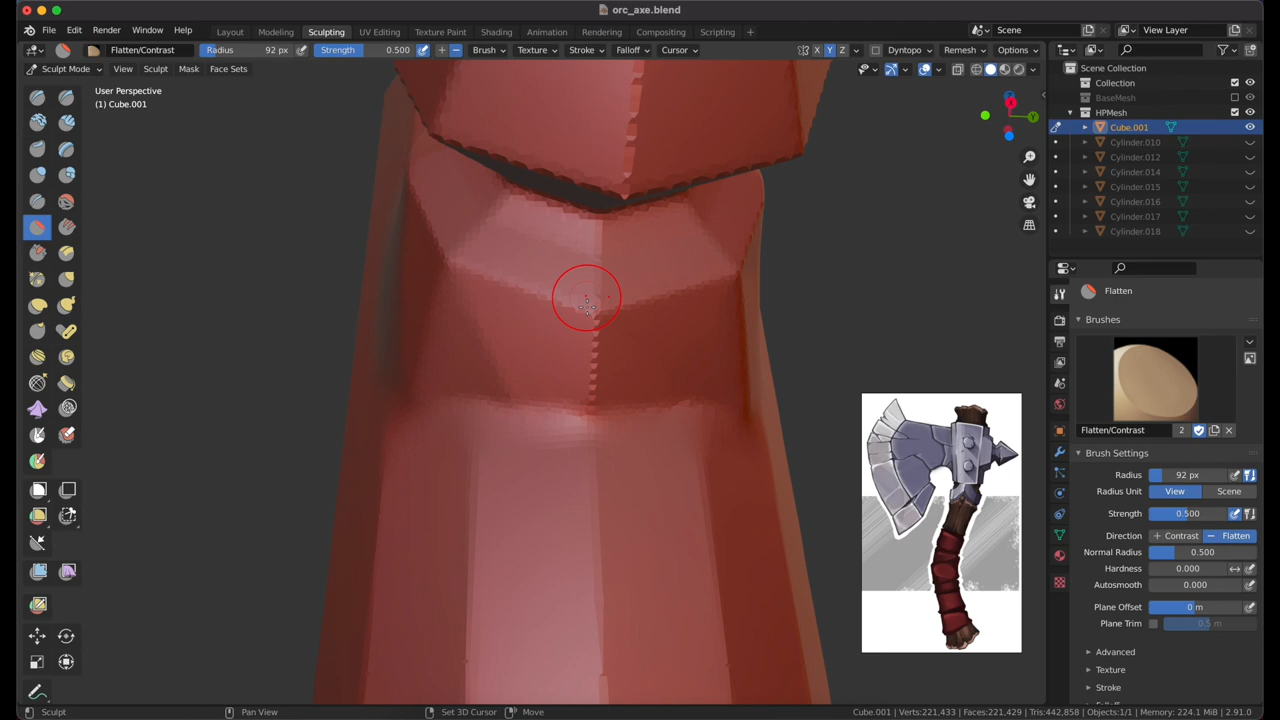 orc_axe.blend
File Edit Render Window Help Layout Modeling Sculpting UV Editing Texture Paint Shading Animation Rendering Compositing Scripting + Scene View Layer
Flatten/Contrast Radius 92 px Strength 0.500 Brush Texture Stroke Falloff Cursor X Y Z Dyntopo Remesh Options
Sculpt Mode View Sculpt Mask Face Sets
User Perspective
(1) Cube.001
Scene Collection
Collection
BaseMesh
HPMesh
Cube.001
Cylinder.010
Cylinder.012
Cylinder.014
Cylinder.015
Cylinder.016
Cylinder.017
Cylinder.018
Flatten
Brushes
Flatten/Contrast 2
Brush Settings
Radius 92 px
Radius Unit View Scene
Strength 0.500
Direction + Contrast − Flatten
Normal Radius 0.500
Hardness 0.000
Autosmooth 0.000
Plane Offset 0 m
Plane Trim 0.5 m
Advanced
Texture
Stroke
Sculpt Pan View Set 3D Cursor Move Cube.001 | Verts:221,433 | Faces:221,429 | Tris:442,858 | Objects:1/1 | Memory: 224.1 MiB | 2.91.0